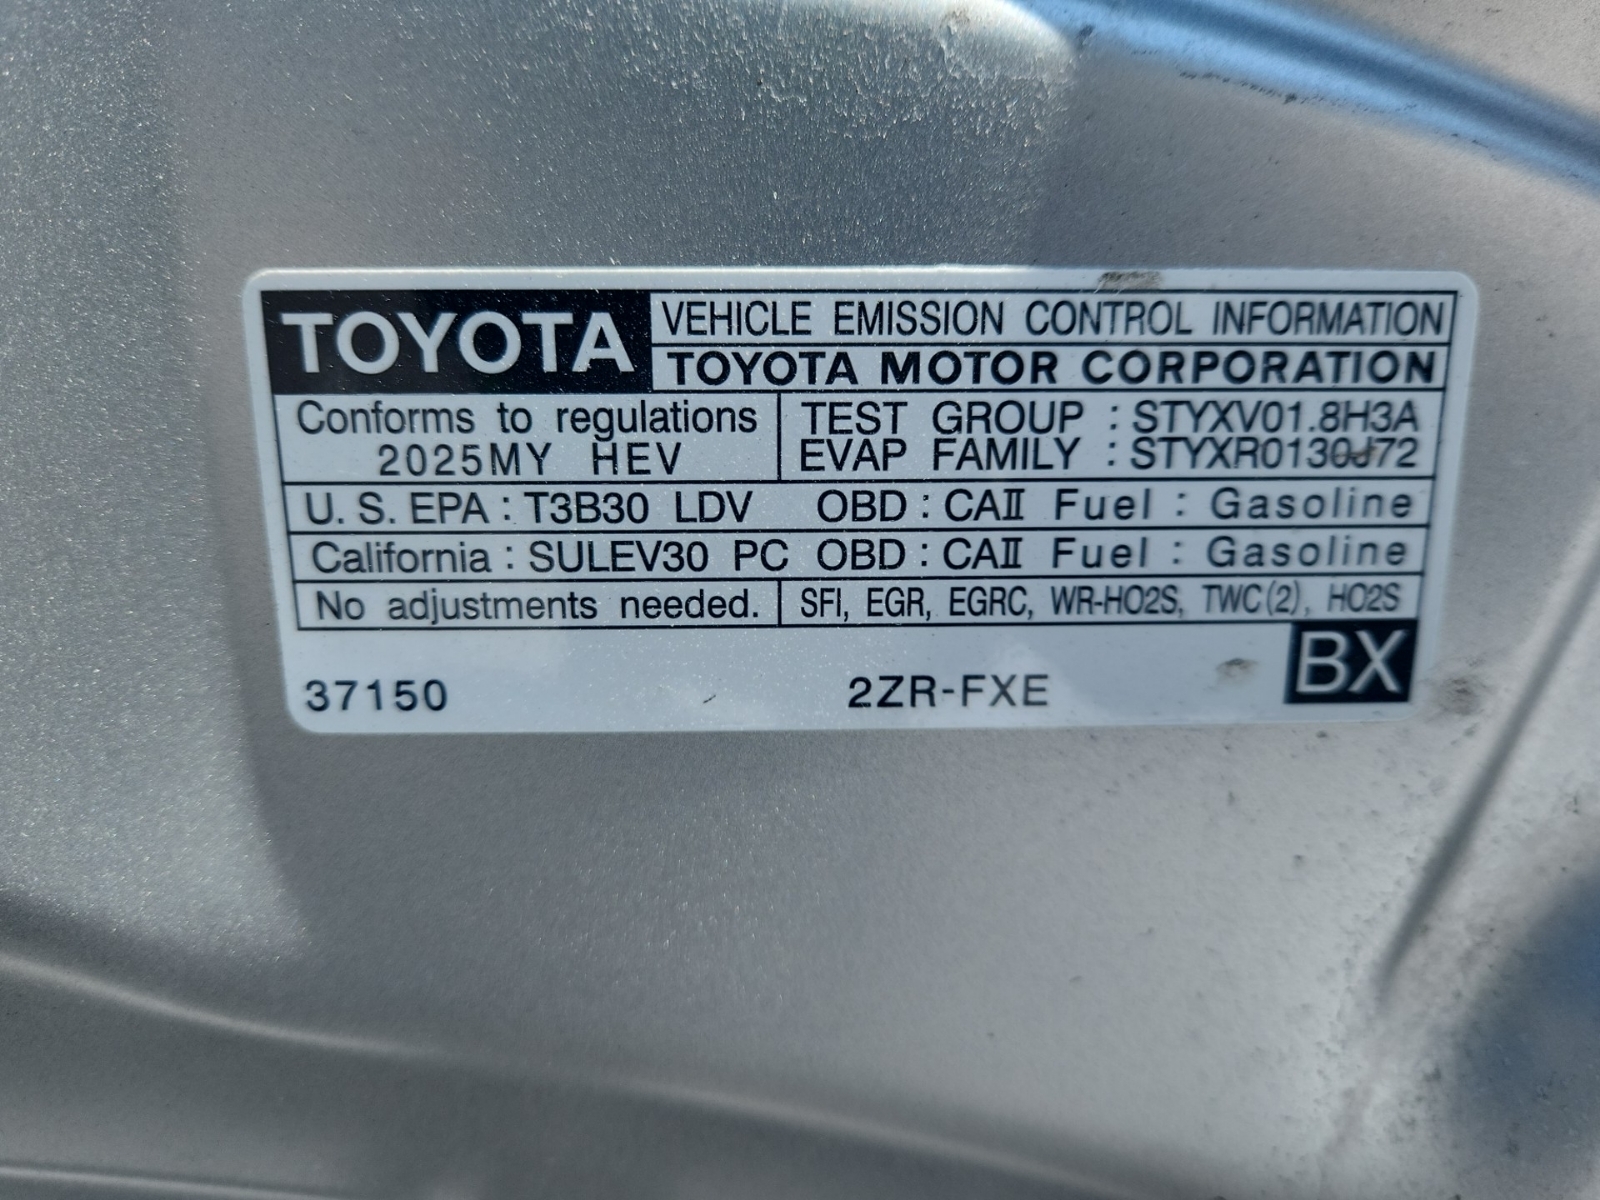 TOYOTA VEHICLE EMISSION CONTROL INFORMATION
TOYOTA MOTOR CORPORATION
Conforms to regulations
2025MY HEV
TEST GROUP : STYXV01.8H3A
EVAP FAMILY : STYXR0130J72
U.S. EPA : T3B30 LDV OBD : CAII Fuel : Gasoline
California : SULEV30 PC OBD : CAII Fuel : Gasoline
No adjustments needed. SFI, EGR, EGRC, WR-HO2S, TWC(2), HO2S
37150 2ZR-FXE BX